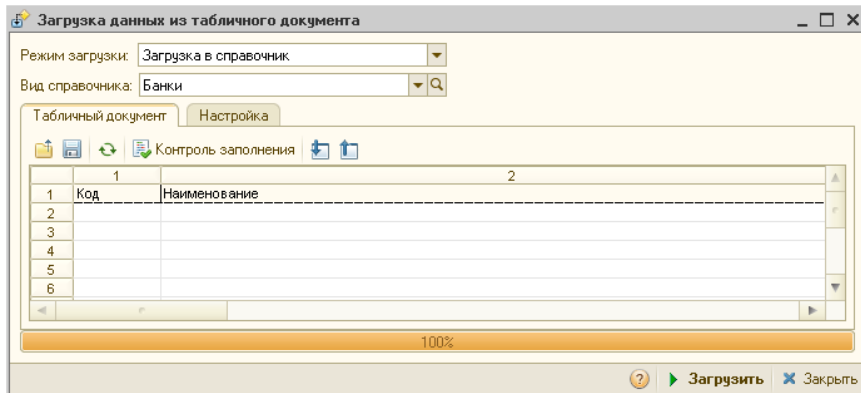 Загрузка данных из табличного документа
Режим загрузки: Загрузка в справочник
Вид справочника: Банки
Табличный документ Настройка
Контроль заполнения
1 2
1 Код Наименование
2
3
4
5
6
100%
? Загрузить Закрыть